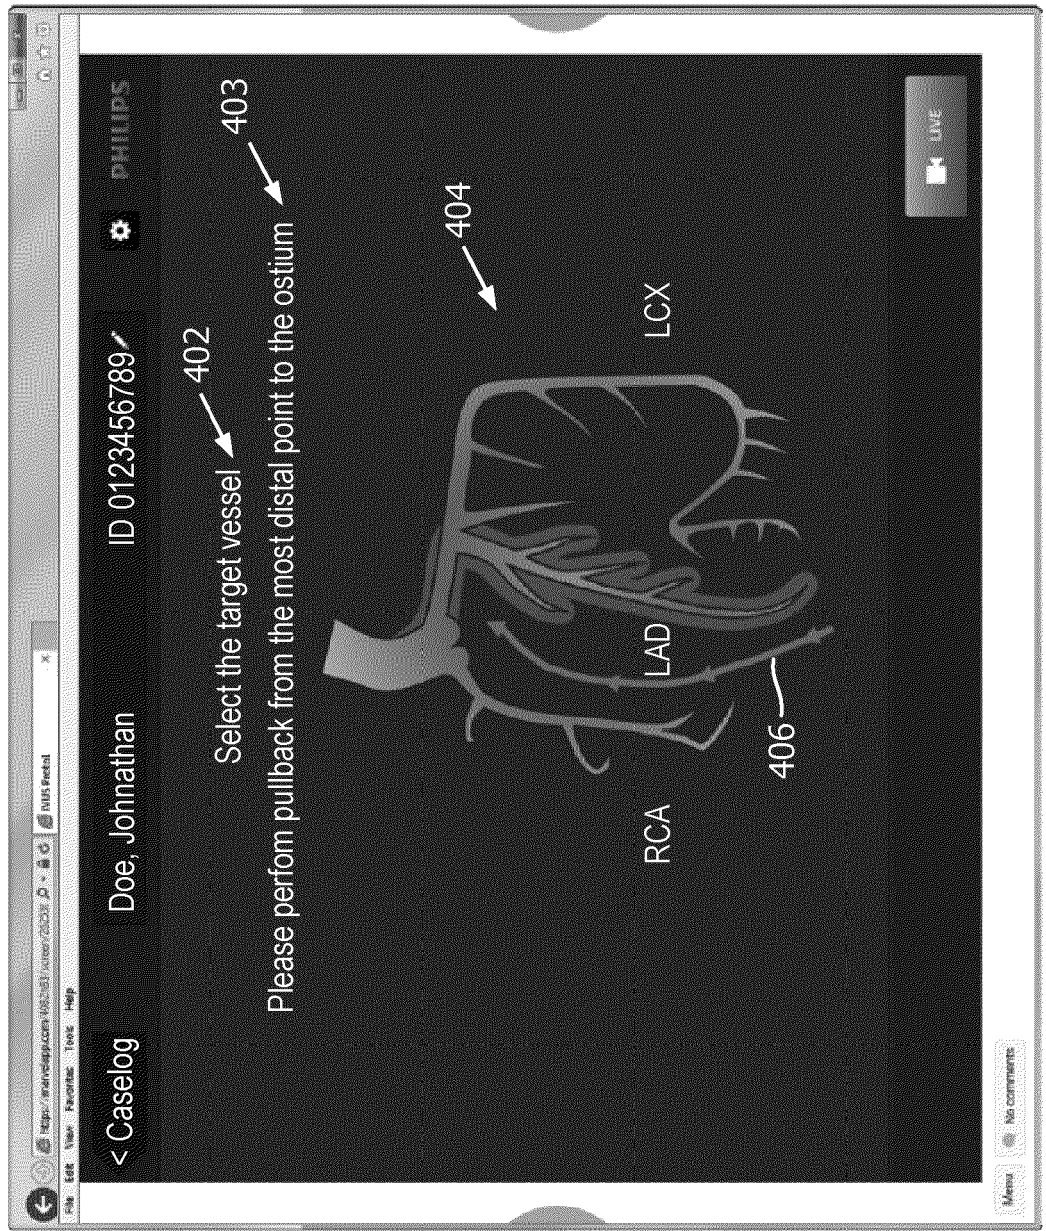 IVUS Portal
File Edit View Favorites Tools Help
< Caselog Doe, Johnathan ID 0123456789 PHILIPS
Select the target vessel 402
Please perfom pullback from the most distal point to the ostium 403
404
RCA LAD LCX
406
LIVE
Menu No comments